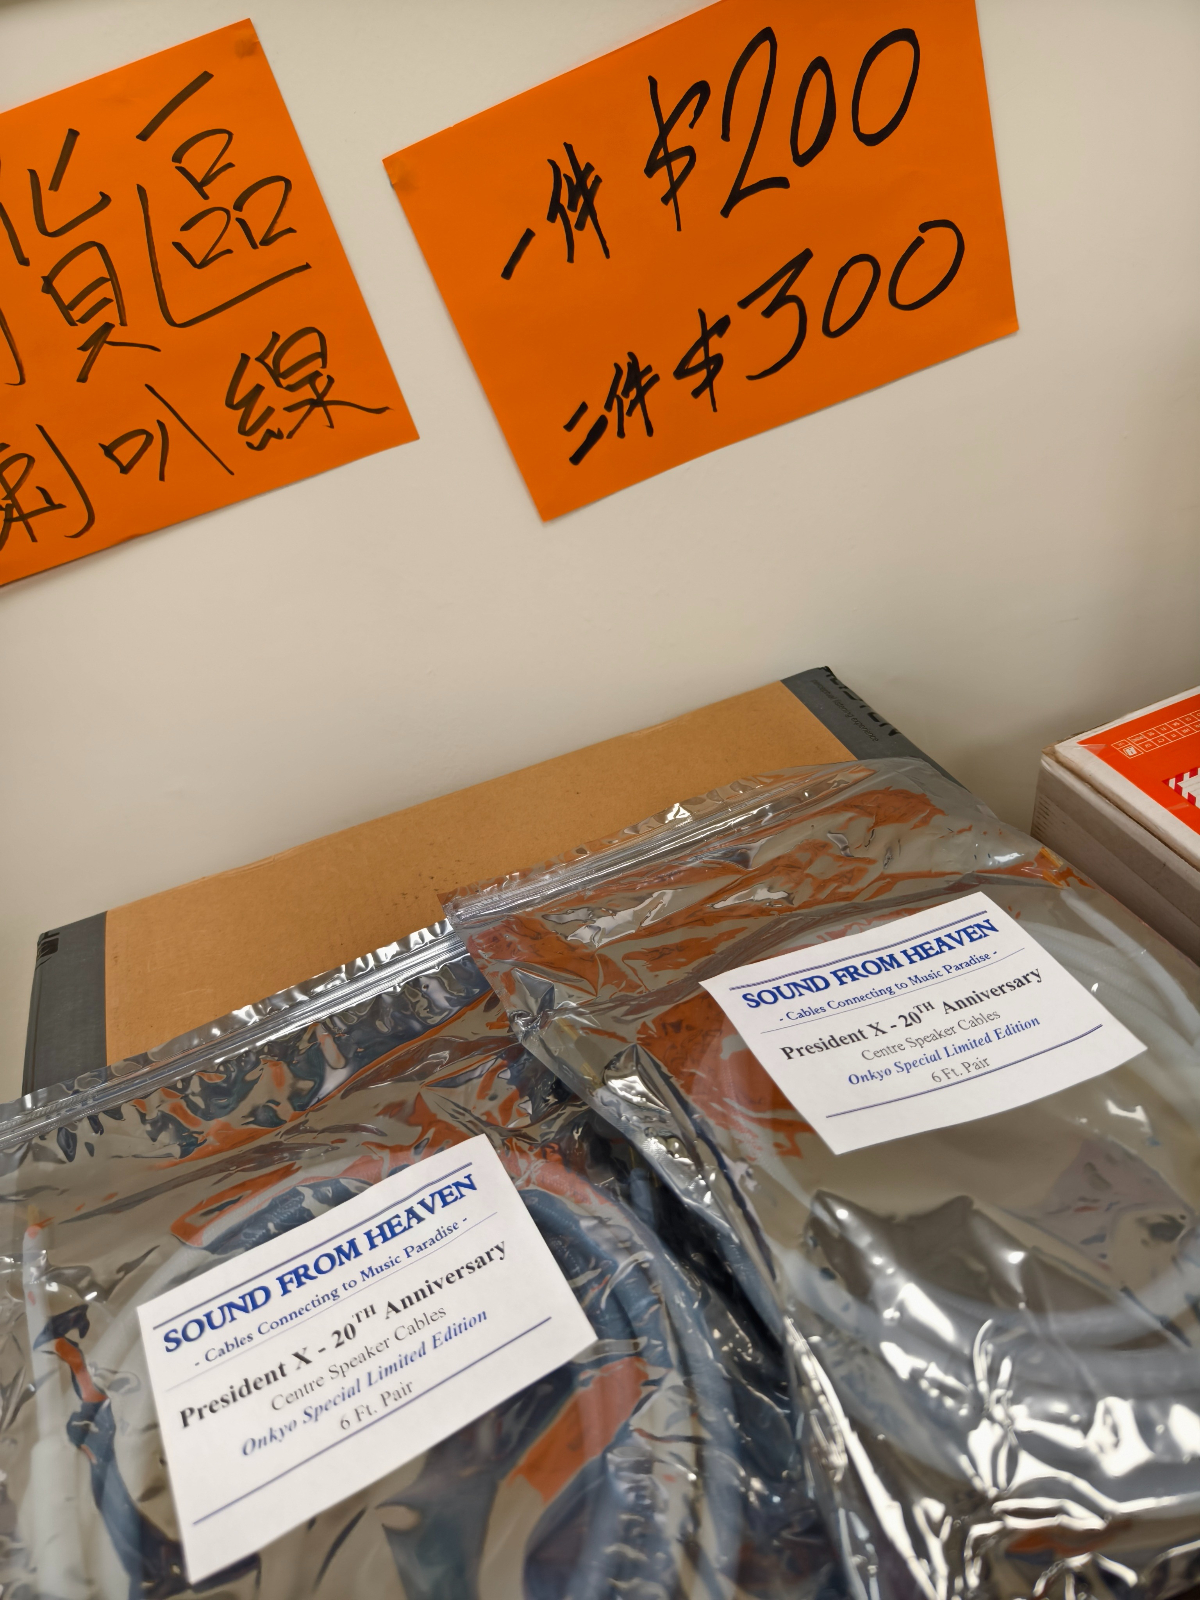 貨區
喇叭線
一件 $200
二件 $300
SOUND FROM HEAVEN
- Cables Connecting to Music Paradise -
President X - 20TH Anniversary
Centre Speaker Cables
Onkyo Special Limited Edition
6 Ft. Pair
SOUND FROM HEAVEN
- Cables Connecting to Music Paradise -
President X - 20TH Anniversary
Centre Speaker Cables
Onkyo Special Limited Edition
6 Ft. Pair